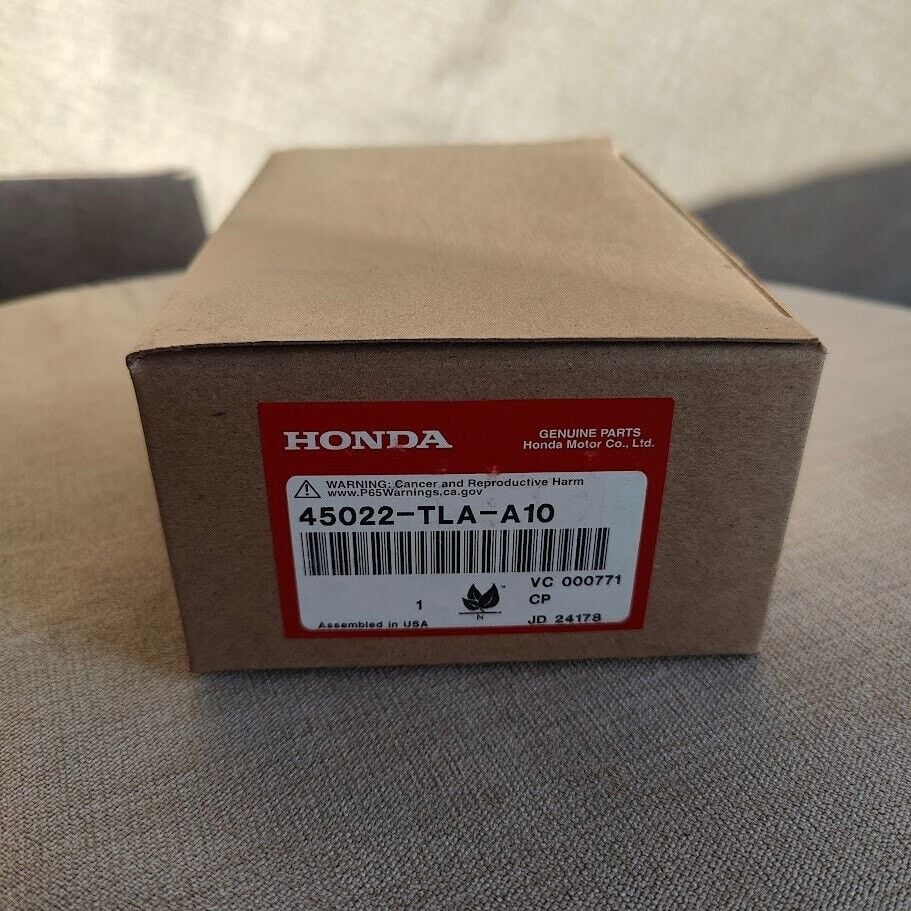 HONDA
GENUINE PARTS
Honda Motor Co., Ltd.
WARNING: Cancer and Reproductive Harm
www.P65Warnings.ca.gov
45022-TLA-A10
VC 000771
1
CP
N
Assembled in USA
JD 24178